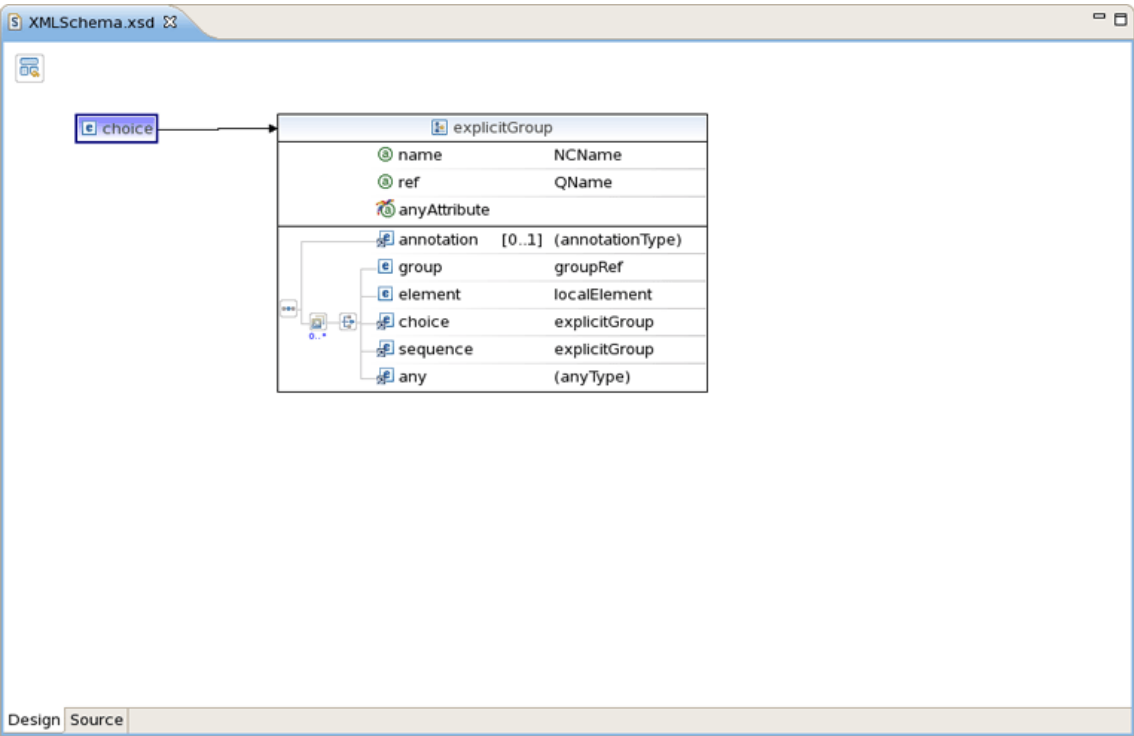 XMLSchema.xsd
choice
explicitGroup
name NCName
ref QName
anyAttribute
annotation [0..1] (annotationType)
group groupRef
element localElement
choice explicitGroup
0..*
sequence explicitGroup
any (anyType)
Design Source